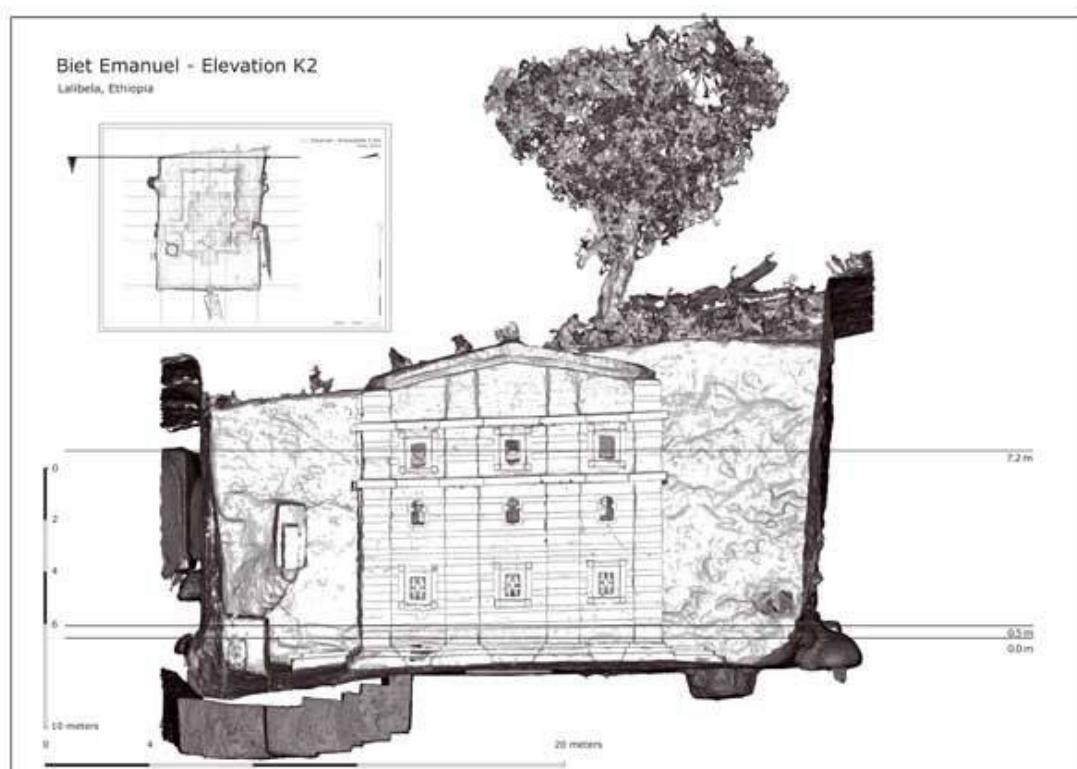 Biet Emanuel - Elevation K2
Lalibela, Ethiopia
7.2 m
0
2
4
6
0.5 m
0.0 m
10 meters
0
4
20 meters